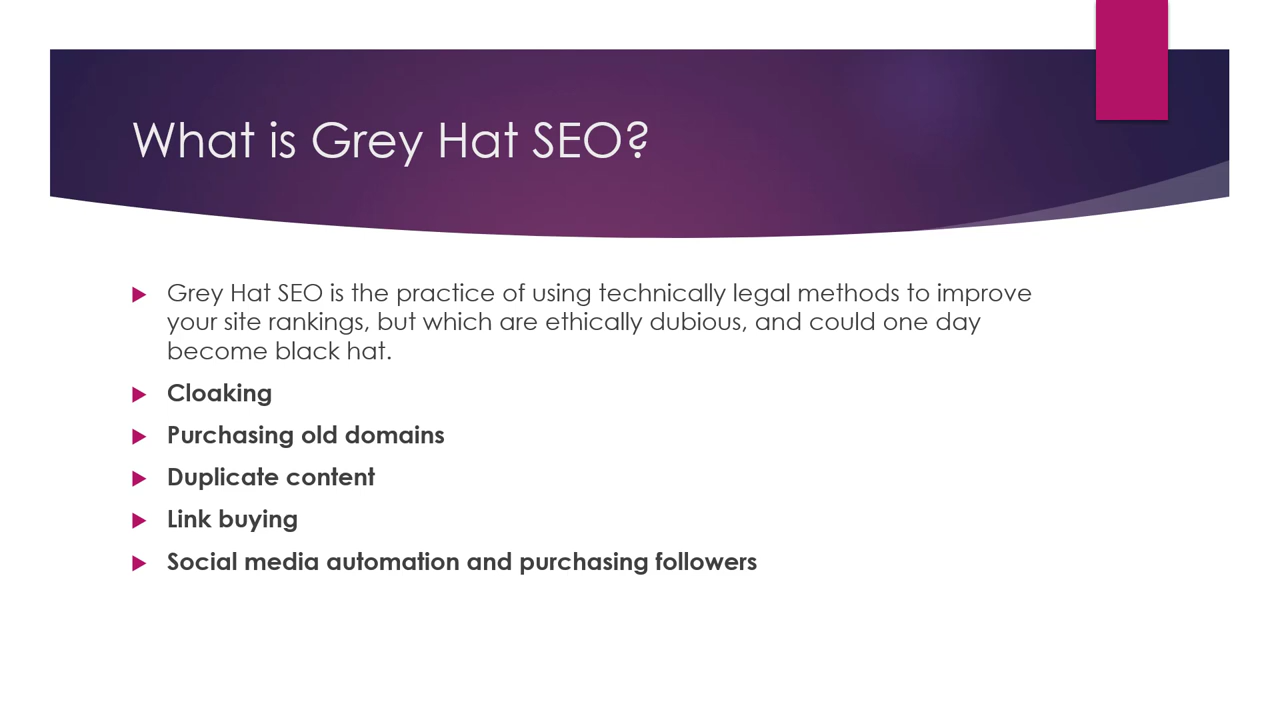 What is Grey Hat SEO?
Grey Hat SEO is the practice of using technically legal methods to improve
your site rankings, but which are ethically dubious, and could one day
become black hat.
Cloaking
Purchasing old domains
Duplicate content
Link buying
Social media automation and purchasing followers